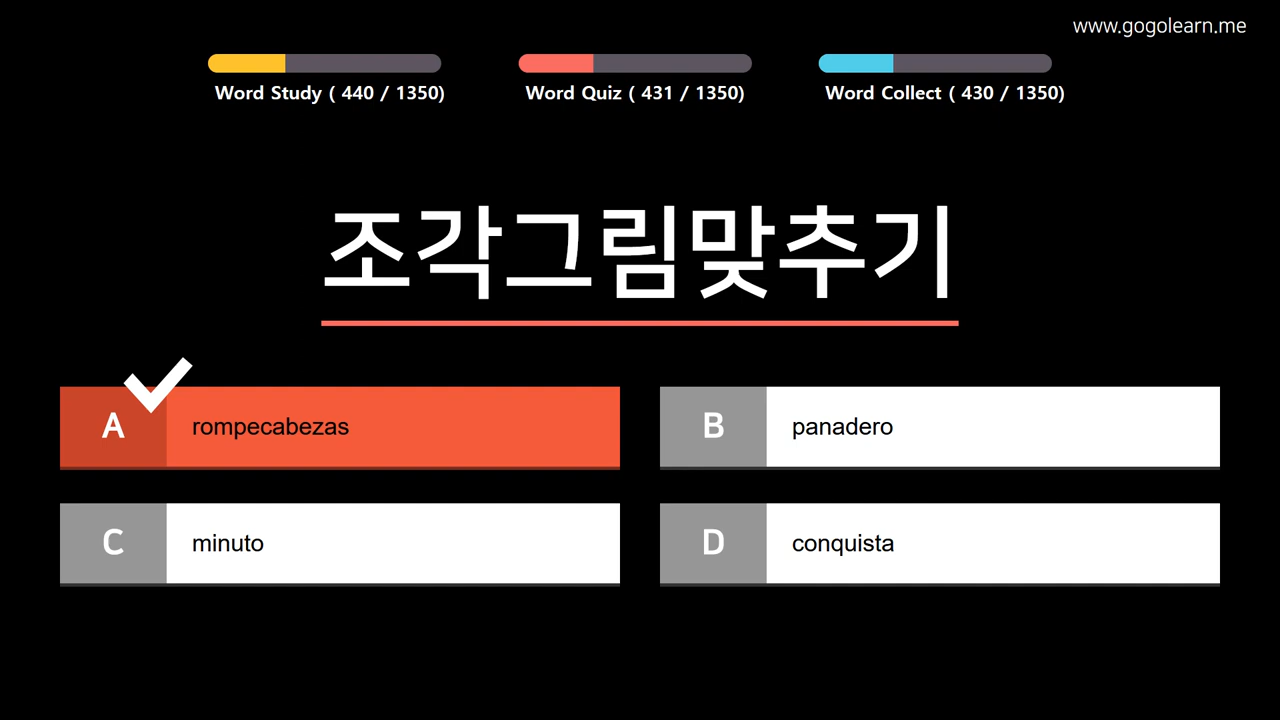 www.gogolearn.me
Word Study ( 440 / 1350)
Word Quiz ( 431 / 1350)
Word Collect ( 430 / 1350)
조각그림맞추기
A
rompecabezas
B
panadero
C
minuto
D
conquista